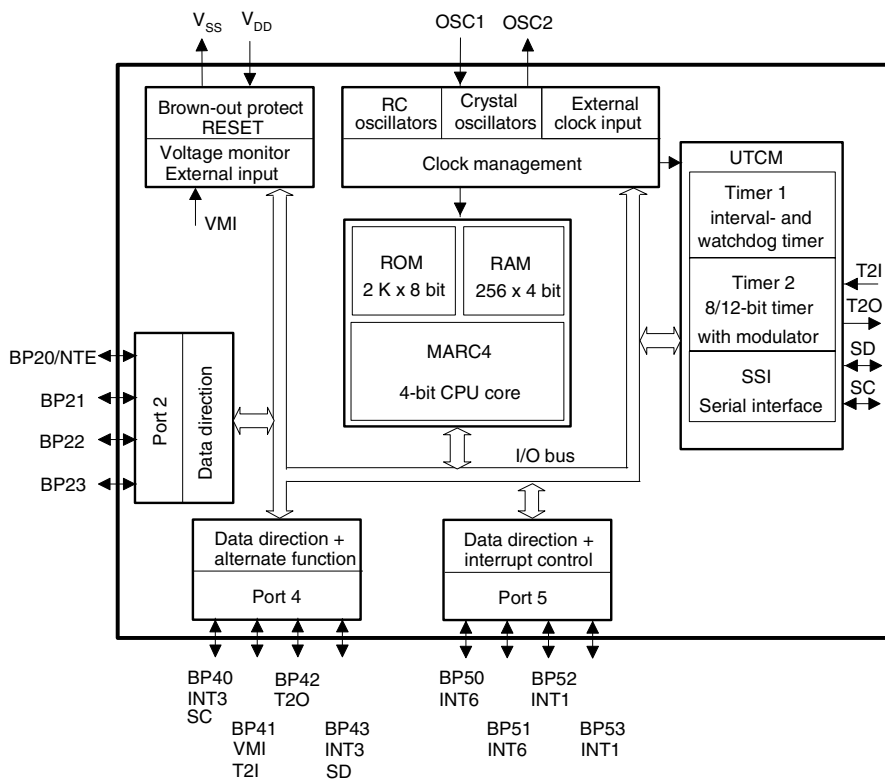 VSS
VDD
OSC1
OSC2
Brown-out protect
RESET
Voltage monitor
External input
VMI
RC
oscillators
Crystal
oscillators
External
clock input
Clock management
UTCM
Timer 1
interval- and
watchdog timer
Timer 2
8/12-bit timer
with modulator
SSI
Serial interface
T2I
T2O
SD
SC
ROM
2 K x 8 bit
RAM
256 x 4 bit
MARC4
4-bit CPU core
I/O bus
BP20/NTE
BP21
BP22
BP23
Port 2
Data direction
Data direction +
alternate function
Port 4
Data direction +
interrupt control
Port 5
BP40
INT3
SC
BP41
VMI
T2I
BP42
T2O
BP43
INT3
SD
BP50
INT6
BP51
INT6
BP52
INT1
BP53
INT1